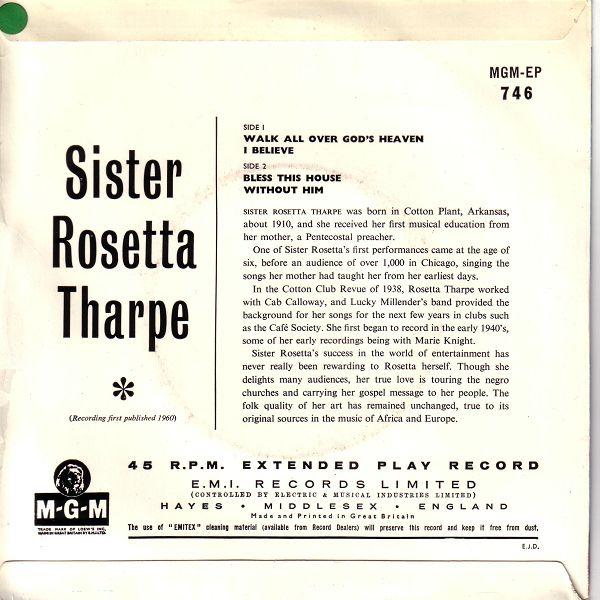 MGM-EP
746
Sister
Rosetta
Tharpe
(Recording first published 1960)
SIDE 1
WALK ALL OVER GOD'S HEAVEN
I BELIEVE
SIDE 2
BLESS THIS HOUSE
WITHOUT HIM
SISTER ROSETTA THARPE was born in Cotton Plant, Arkansas,
about 1910, and she received her first musical education from
her mother, a Pentecostal preacher.
One of Sister Rosetta's first performances came at the age of
six, before an audience of over 1,000 in Chicago, singing the
songs her mother had taught her from her earliest days.
In the Cotton Club Revue of 1938, Rosetta Tharpe worked
with Cab Calloway, and Lucky Millender's band provided the
background for her songs for the next few years in clubs such
as the Café Society. She first began to record in the early 1940's,
some of her early recordings being with Marie Knight.
Sister Rosetta's success in the world of entertainment has
never really been rewarding to Rosetta herself. Though she
delights many audiences, her true love is touring the negro
churches and carrying her gospel message to her people. The
folk quality of her art has remained unchanged, true to its
original sources in the music of Africa and Europe.
M-G-M
TRADE MARK OF LOEW'S INC.
MADE IN GREAT BRITAIN BY E.M.I. LTD.
45 R.P.M. EXTENDED PLAY RECORD
E.M.I. RECORDS LIMITED
(CONTROLLED BY ELECTRIC & MUSICAL INDUSTRIES LIMITED)
HAYES • MIDDLESEX • ENGLAND
Made and Printed in Great Britain
The use of "EMITEX" cleaning material (available from Record Dealers) will preserve this record and keep it free from dust.
E.J.D.